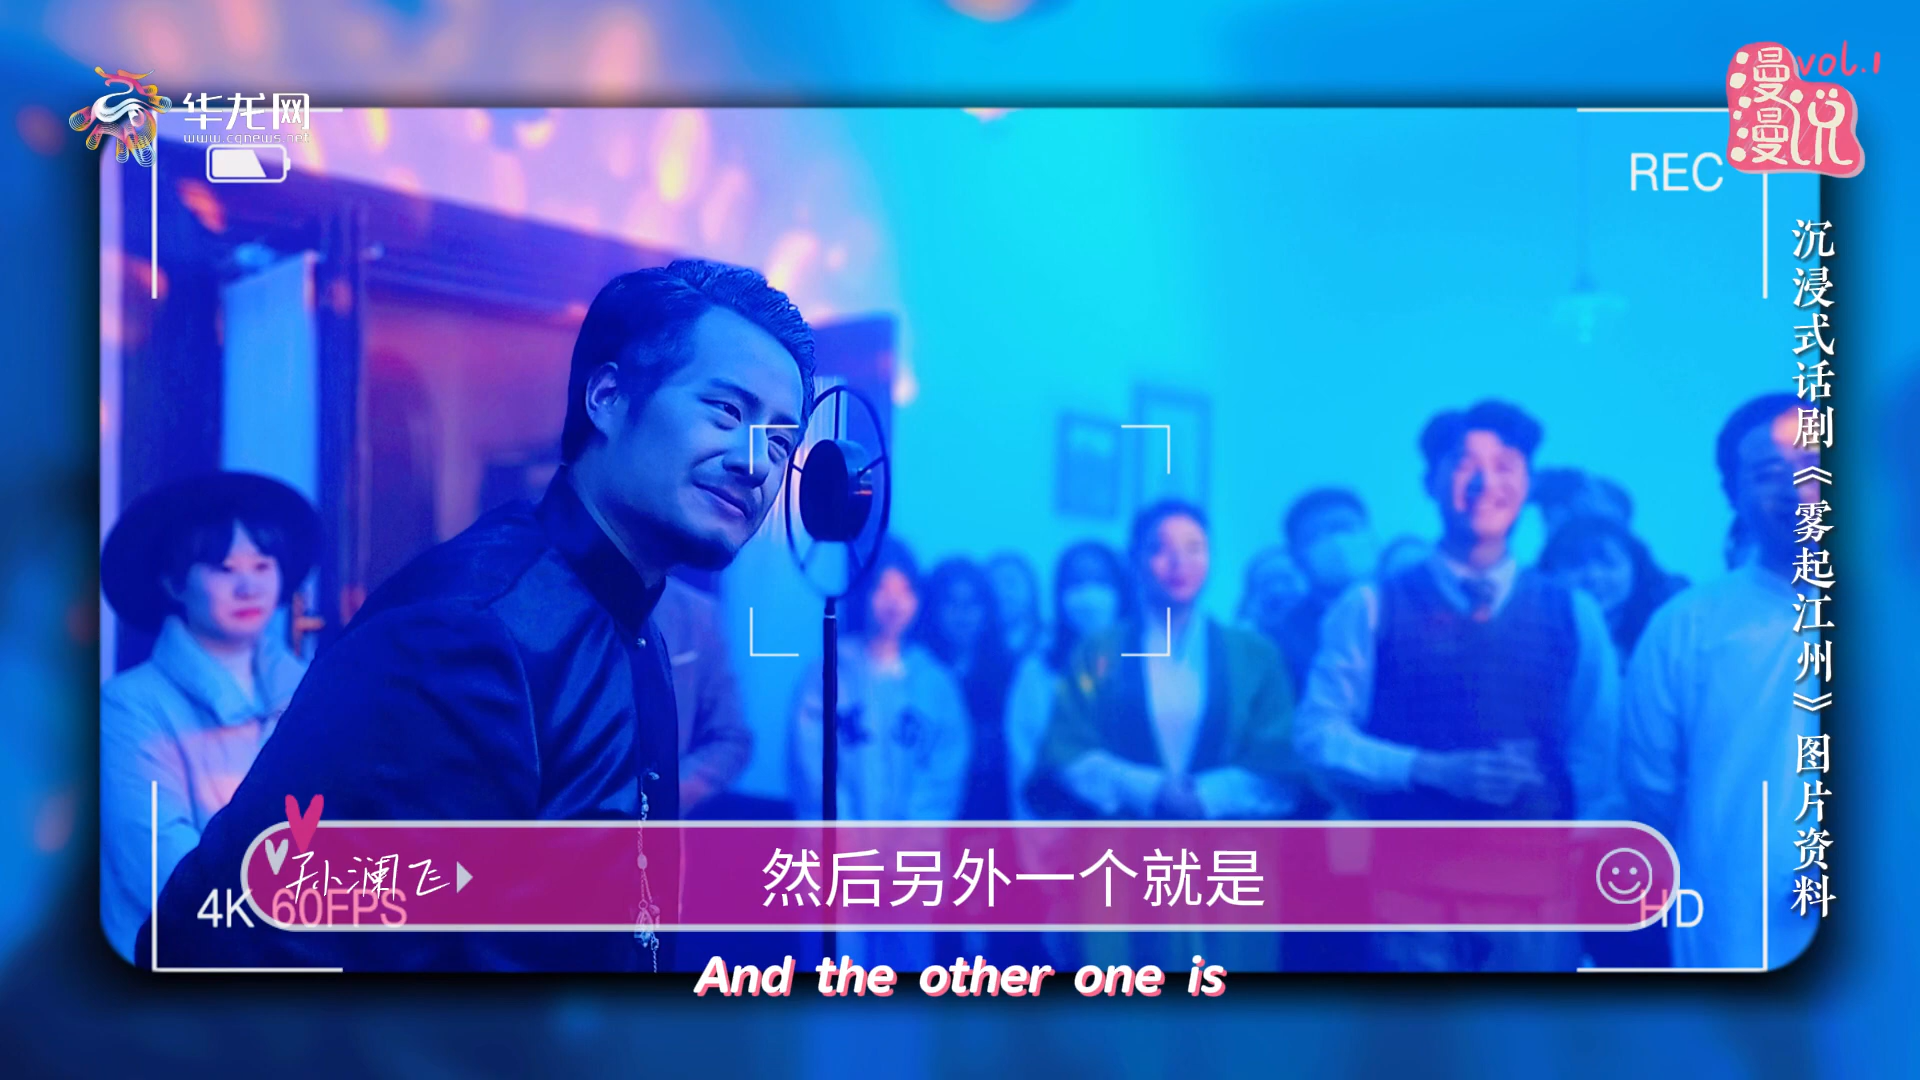 华龙网
www.cqnews.net
漫漫说
vol.1
REC
沉浸式话剧《雾起江州》图片资料
孙澜飞
然后另外一个就是
4K 60FPS
HD
And the other one is